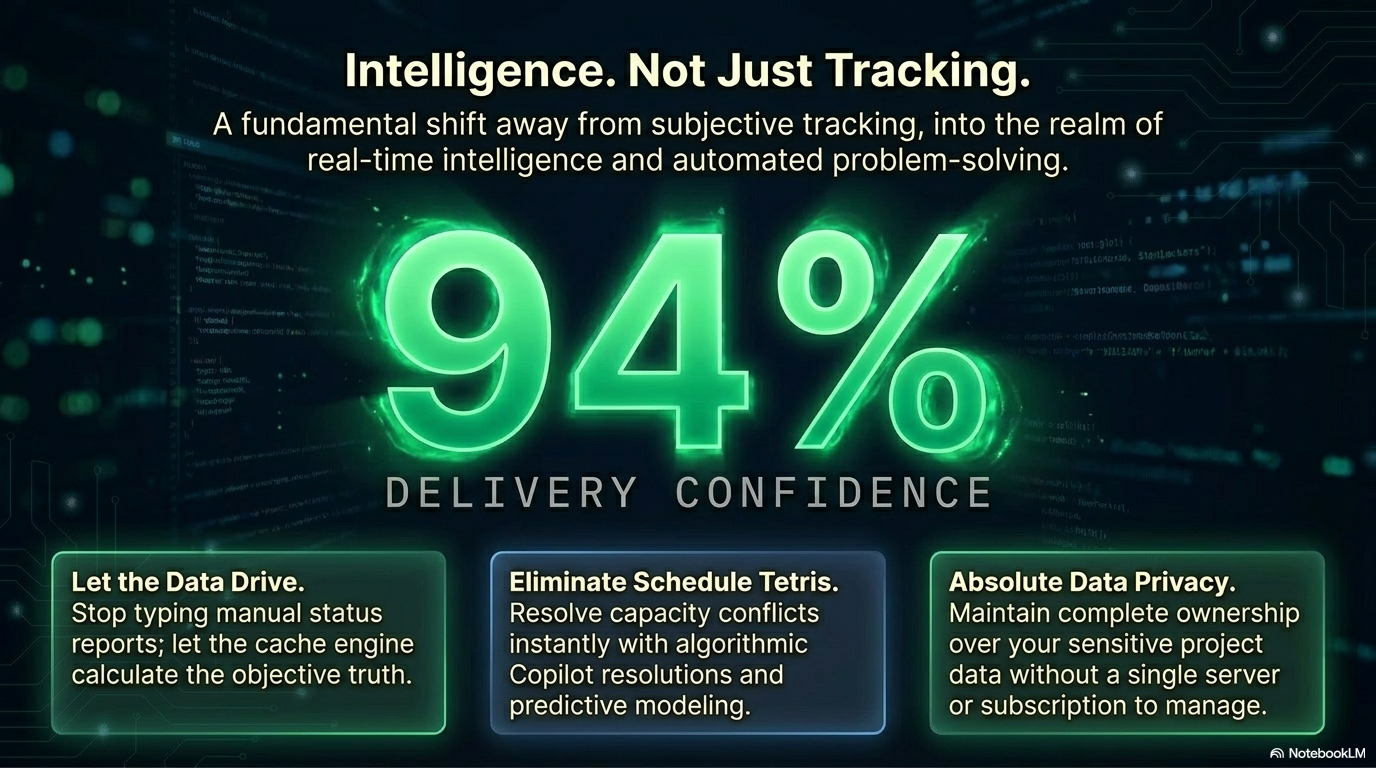 Intelligence. Not Just Tracking.
A fundamental shift away from subjective tracking, into the realm of
real-time intelligence and automated problem-solving.
94%
DELIVERY CONFIDENCE
Let the Data Drive.
Stop typing manual status
reports; let the cache engine
calculate the objective truth.
Eliminate Schedule Tetris.
Resolve capacity conflicts
instantly with algorithmic
Copilot resolutions and
predictive modeling.
Absolute Data Privacy.
Maintain complete ownership
over your sensitive project
data without a single server
or subscription to manage.
NotebookLM